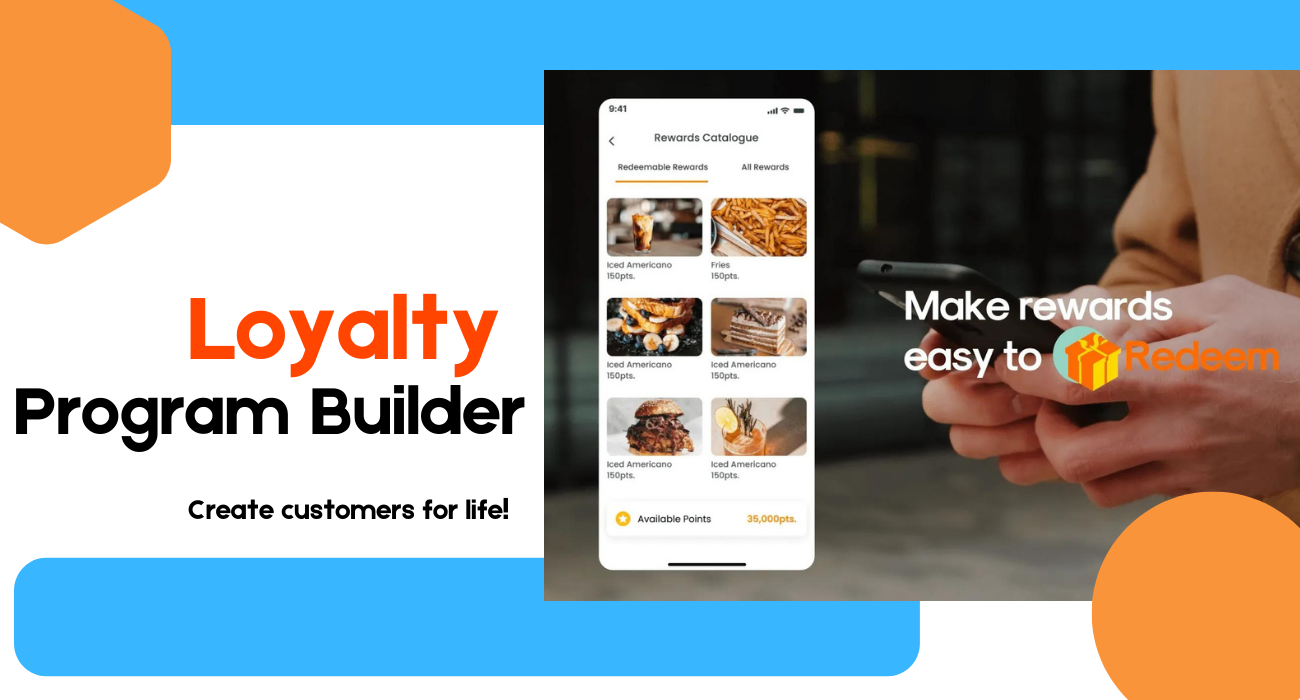 Loyalty
Program Builder
Create customers for life!
9:41
Rewards Catalogue
Redeemable Rewards
All Rewards
Iced Americano
150pts.
Fries
150pts.
Iced Americano
150pts.
Iced Americano
150pts.
Iced Americano
150pts.
Iced Americano
150pts.
Available Points
35,000pts.
Make rewards
easy to Redeem